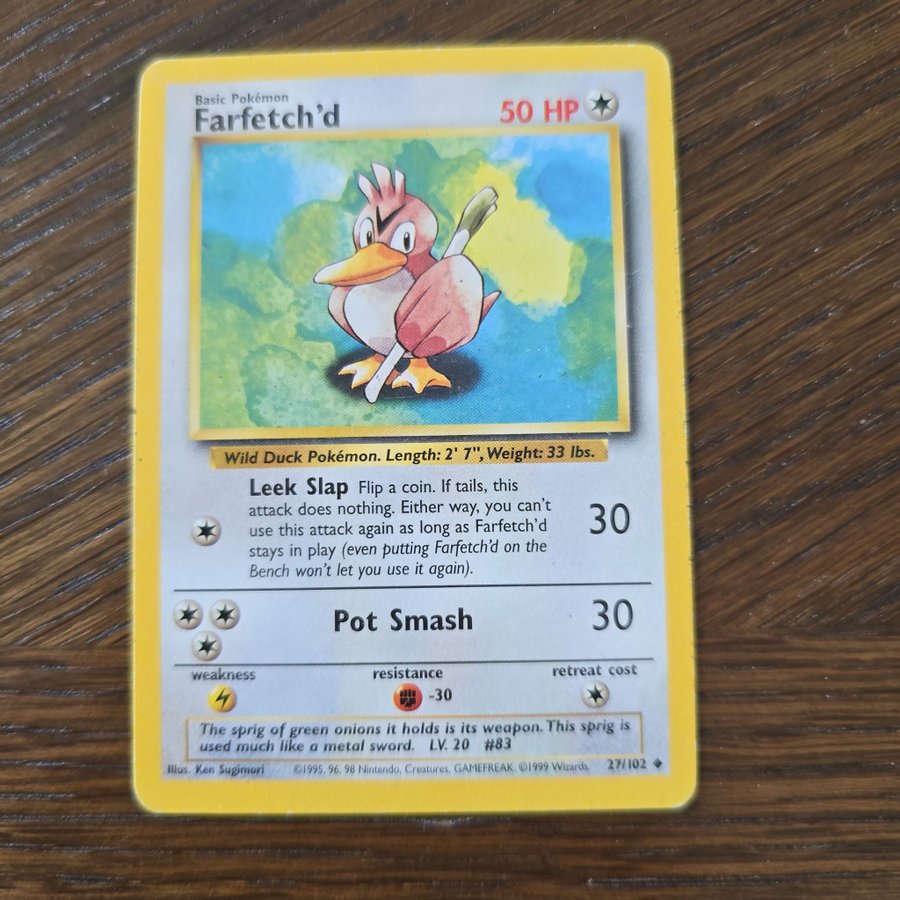 Basic Pokémon
Farfetch'd
50 HP
Wild Duck Pokémon. Length: 2' 7", Weight: 33 lbs.
Leek Slap Flip a coin. If tails, this
attack does nothing. Either way, you can't
use this attack again as long as Farfetch'd
stays in play (even putting Farfetch'd on the
Bench won't let you use it again).
30
Pot Smash
30
weakness
resistance
retreat cost
-30
The sprig of green onions it holds is its weapon. This sprig is
used much like a metal sword. LV. 20 #83
Illus. Ken Sugimori
©1995, 96, 98 Nintendo, Creatures, GAMEFREAK. ©1999 Wizards.
27/102